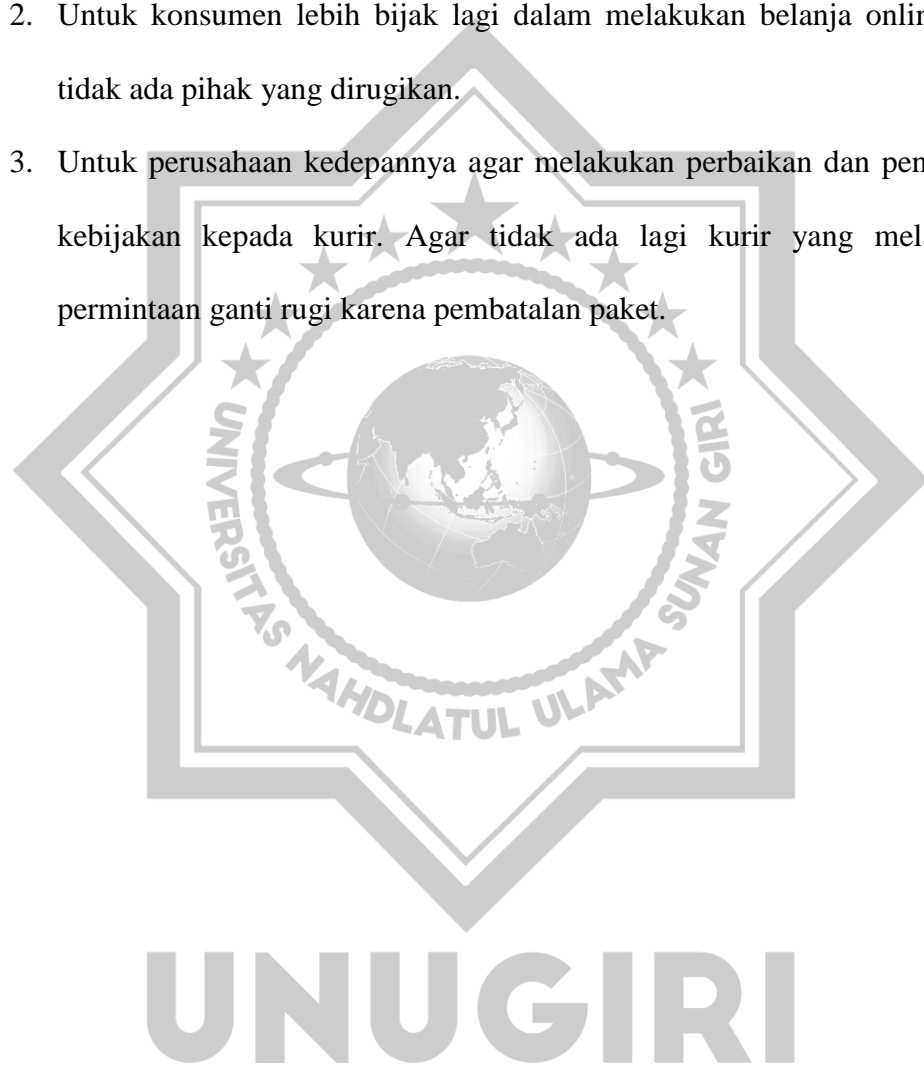 2. Untuk konsumen lebih bijak lagi dalam melakukan belanja
tidak ada pihak yang dirugikan.
3. Untuk perusahaan kedepannya agar melakukan perbaikan dan
kebijakan kepada kurir. Agar tidak ada lagi kurir yang
permintaan ganti rugi karena pembatalan paket.
UNIVERSITAS NAHDLATUL ULAMA SUNAN GIRI
UNUGIRI